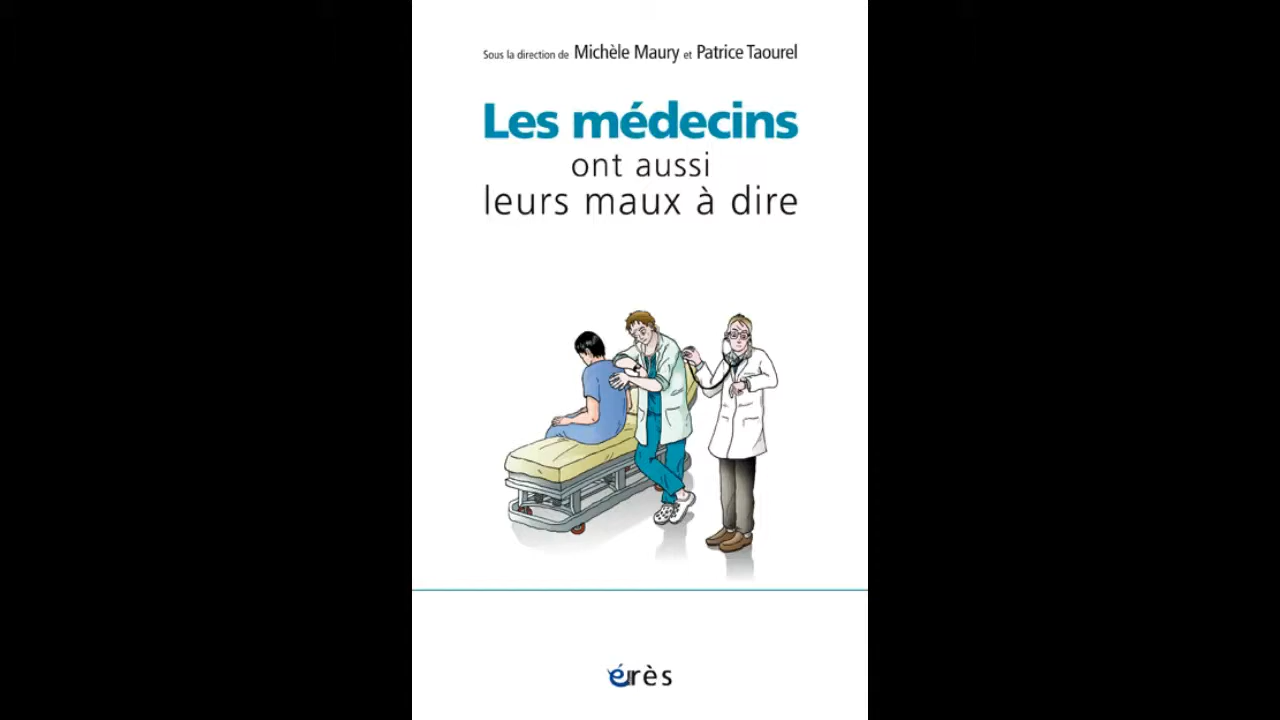 Sous la direction de Michèle Maury et Patrice Taourel
Les médecins
ont aussi
leurs maux à dire
érès